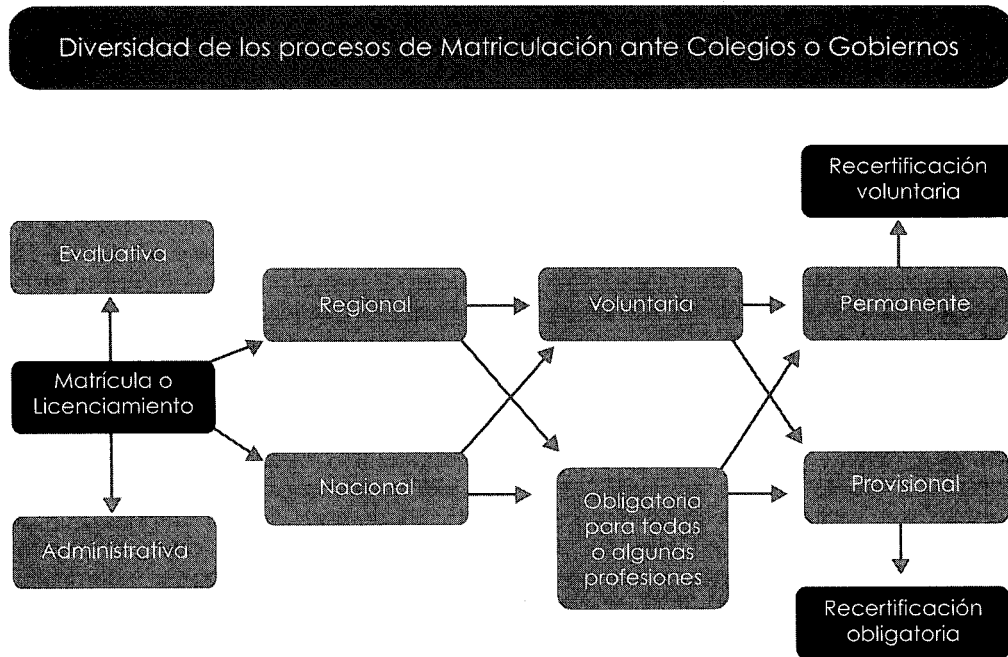 Diversidad de los procesos de Matriculación ante Colegios o Gobiernos
Recertificación
voluntaria
Evaluativa
Regional
Voluntaria
Permanente
Matrícula o
Licenciamiento
Nacional
Obligatoria
para todas
o algunas
profesiones
Provisional
Administrativa
Recertificación
obligatoria